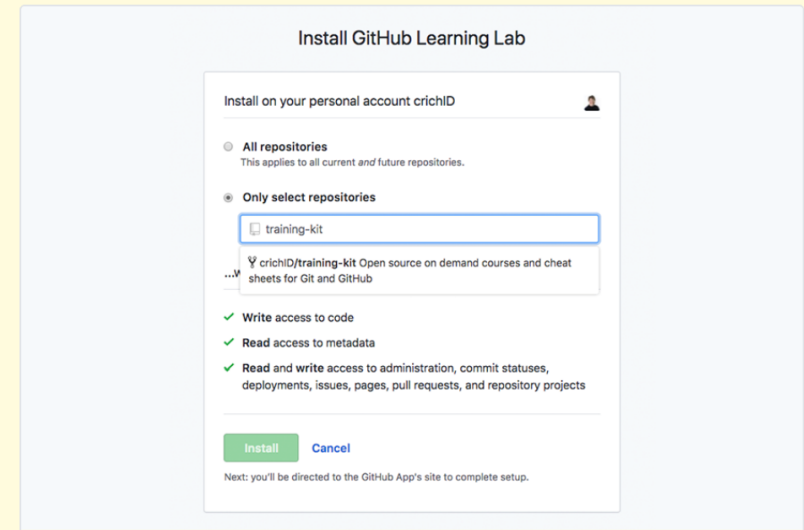 Install GitHub Learning Lab
Install on your personal account crichID
All repositories
This applies to all current and future repositories.
Only select repositories
training-kit
crichID/training-kit Open source on demand courses and cheat
sheets for Git and GitHub
...w
Write access to code
Read access to metadata
Read and write access to administration, commit statuses,
deployments, issues, pages, pull requests, and repository projects
Install Cancel
Next: you'll be directed to the GitHub App's site to complete setup.